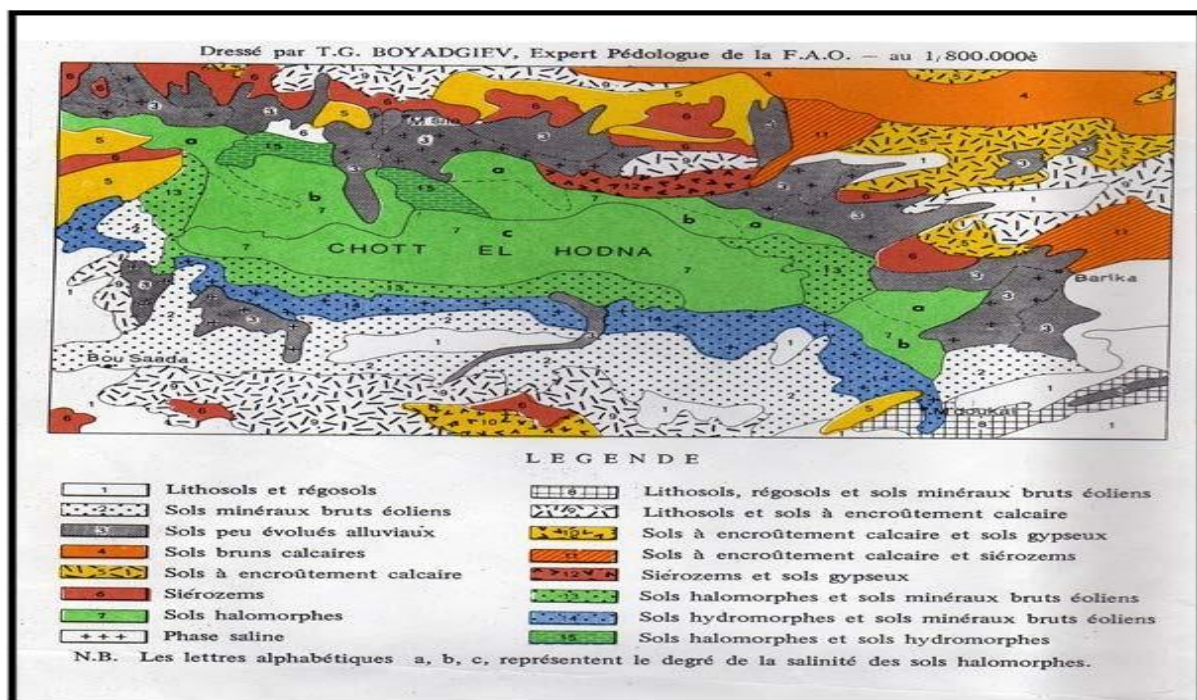 Dressé par T.G. BOYADGIEV, Expert Pédologue de la F.A.O. — au 1/800.000è
M'sila
CHOTT EL HODNA
Barika
Bou Saada
M'doukal
LEGENDE
1 Lithosols et régosols
2 Sols minéraux bruts éoliens
3 Sols peu évolués alluviaux
4 Sols bruns calcaires
5 Sols à encroûtement calcaire
6 Siérozems
7 Sols halomorphes
+++ Phase saline
8 Lithosols, régosols et sols minéraux bruts éoliens
9 Lithosols et sols à encroûtement calcaire
10 Sols à encroûtement calcaire et sols gypseux
11 Sols à encroûtement calcaire et siérozems
12 Siérozems et sols gypseux
13 Sols halomorphes et sols minéraux bruts éoliens
14 Sols hydromorphes et sols minéraux bruts éoliens
15 Sols halomorphes et sols hydromorphes
N.B. Les lettres alphabétiques a, b, c, représentent le degré de la salinité des sols halomorphes.